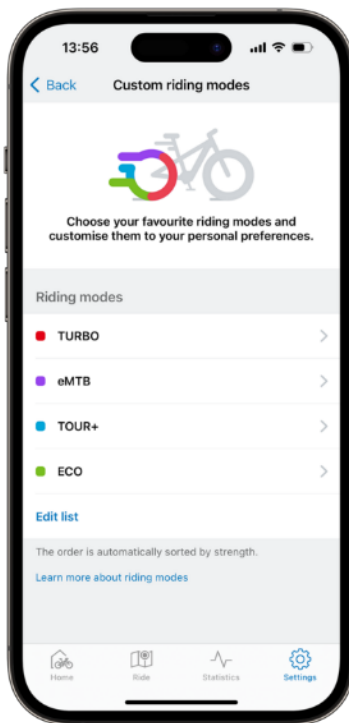 13:56
Back
Custom riding modes
Choose your favourite riding modes and
customise them to your personal preferences.
Riding modes
TURBO
eMTB
TOUR+
ECO
Edit list
The order is automatically sorted by strength.
Learn more about riding modes
Home
Ride
Statistics
Settings